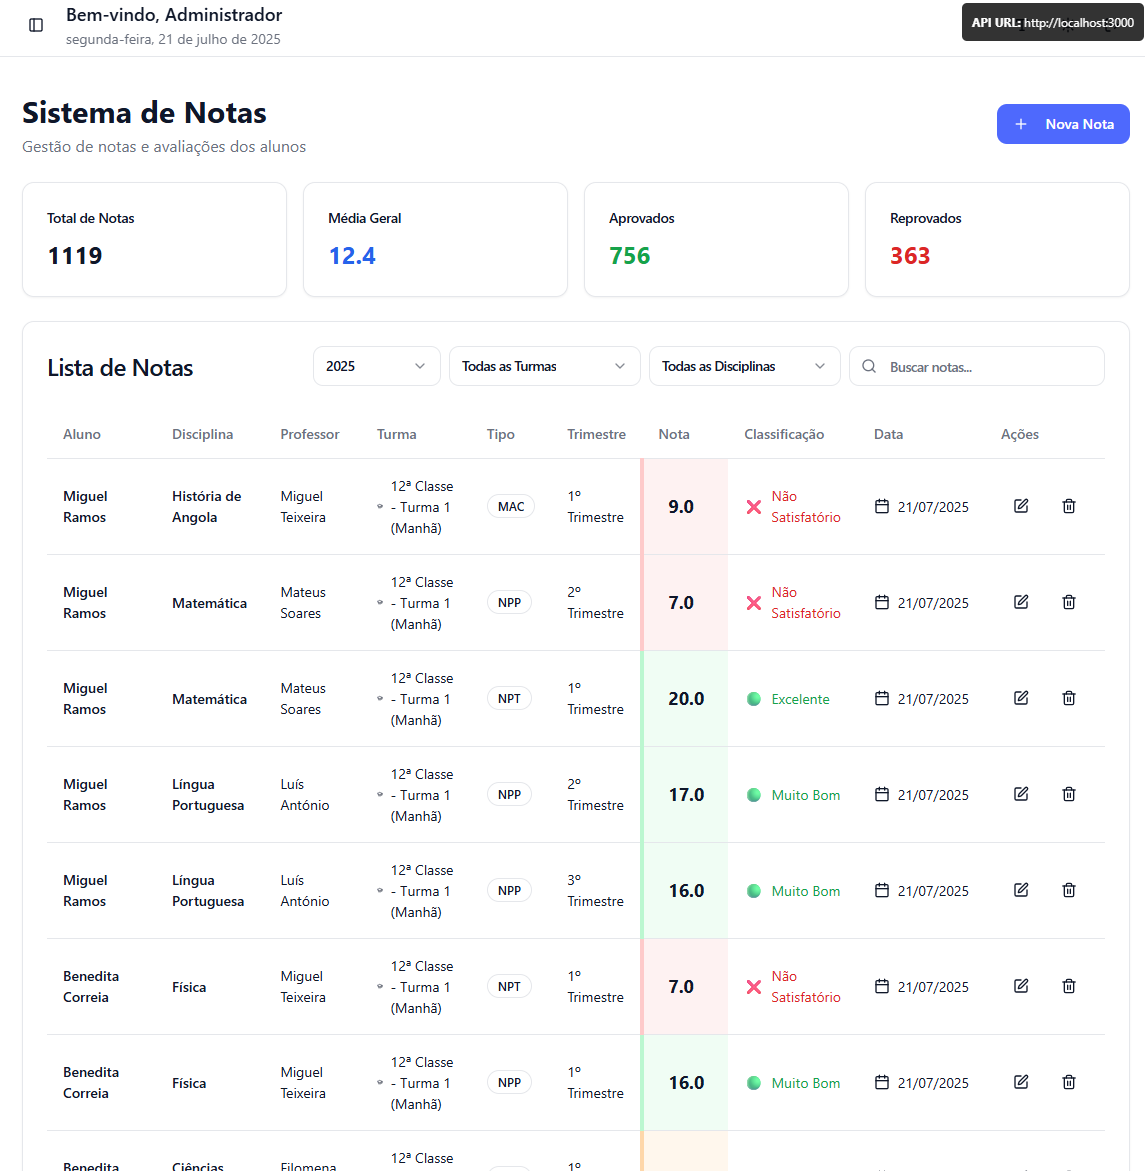 Bem-vindo, Administrador
segunda-feira, 21 de julho de 2025
API URL: http://localhost:3000
Sistema de Notas
Gestão de notas e avaliações dos alunos
Nova Nota
Total de Notas
1119
Média Geral
12.4
Aprovados
756
Reprovados
363
Lista de Notas
2025
Todas as Turmas
Todas as Disciplinas
Buscar notas...
Aluno Disciplina Professor Turma Tipo Trimestre Nota Classificação Data Ações
Miguel Ramos História de Angola Miguel Teixeira 12ª Classe - Turma 1 (Manhã) MAC 1º Trimestre 9.0 Não Satisfatório 21/07/2025
Miguel Ramos Matemática Mateus Soares 12ª Classe - Turma 1 (Manhã) NPP 2º Trimestre 7.0 Não Satisfatório 21/07/2025
Miguel Ramos Matemática Mateus Soares 12ª Classe - Turma 1 (Manhã) NPT 1º Trimestre 20.0 Excelente 21/07/2025
Miguel Ramos Língua Portuguesa Luís António 12ª Classe - Turma 1 (Manhã) NPP 2º Trimestre 17.0 Muito Bom 21/07/2025
Miguel Ramos Língua Portuguesa Luís António 12ª Classe - Turma 1 (Manhã) NPP 3º Trimestre 16.0 Muito Bom 21/07/2025
Benedita Correia Física Miguel Teixeira 12ª Classe - Turma 1 (Manhã) NPT 1º Trimestre 7.0 Não Satisfatório 21/07/2025
Benedita Correia Física Miguel Teixeira 12ª Classe - Turma 1 (Manhã) NPP 1º Trimestre 16.0 Muito Bom 21/07/2025
Benedita Ciências Filomena 12ª Classe 1º